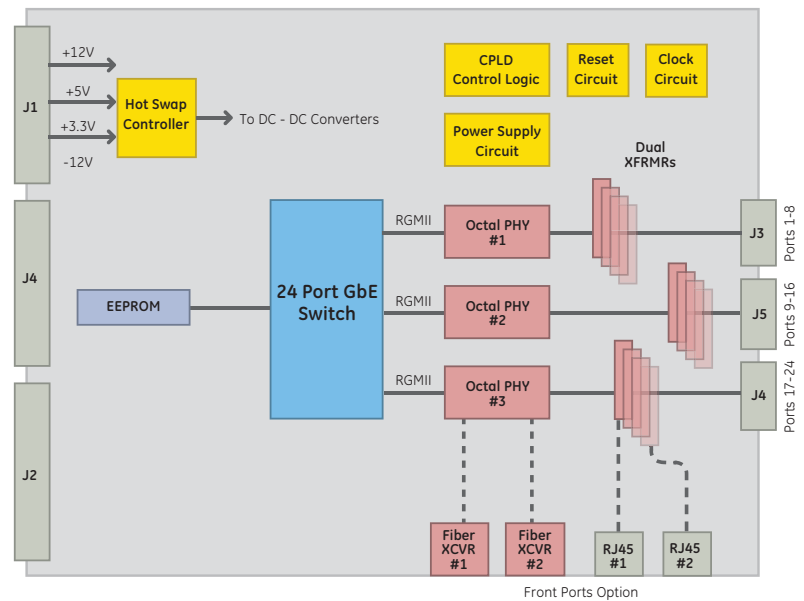 J1
+12V
+5V
+3.3V
-12V
Hot Swap
Controller
To DC - DC Converters
CPLD
Control Logic
Reset
Circuit
Clock
Circuit
Power Supply
Circuit
Dual
XFRMRs
J4
EEPROM
24 Port GbE
Switch
RGMII
Octal PHY
#1
J3
Ports 1-8
RGMII
Octal PHY
#2
J5
Ports 9-16
RGMII
Octal PHY
#3
J4
Ports 17-24
J2
Fiber
XCVR
#1
Fiber
XCVR
#2
RJ45
#1
RJ45
#2
Front Ports Option